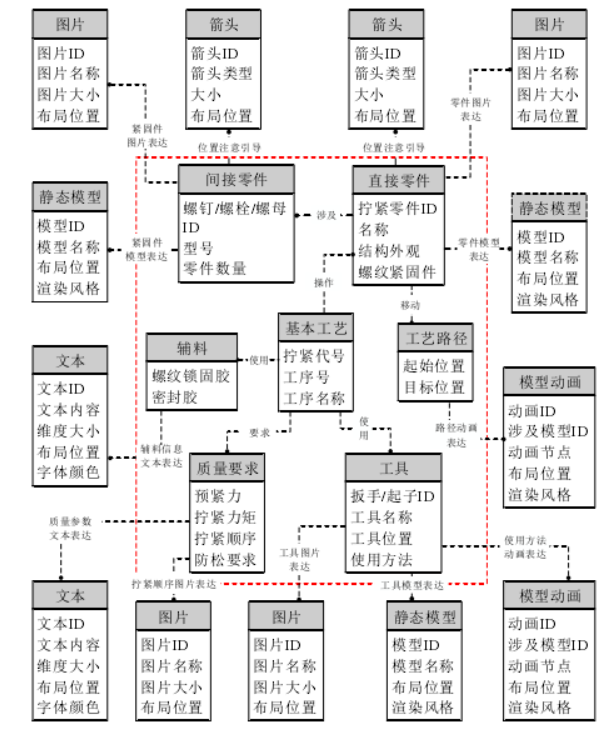 图片
图片ID
图片名称
图片大小
布局位置
箭头
箭头ID
箭头类型
大小
布局位置
箭头
箭头ID
箭头类型
大小
布局位置
图片
图片ID
图片名称
图片大小
布局位置
紧固件
图片表达
位置注意引导
位置注意引导
零件图片
表达
静态模型
模型ID
模型名称
布局位置
渲染风格
紧固件
模型表达
间接零件
螺钉/螺栓/螺母
ID
型号
零件数量
涉及
直接零件
拧紧零件ID
名称
结构外观
螺纹紧固件
零件模型
表达
静态模型
模型ID
模型名称
布局位置
渲染风格
操作
移动
文本
文本ID
文本内容
维度大小
布局位置
字体颜色
辅料
螺纹锁固胶
密封胶
使用
基本工艺
拧紧代号
工序号
工序名称
工艺路径
起始位置
目标位置
模型动画
动画ID
涉及模型ID
动画节点
布局位置
渲染风格
辅料信息
文本表达
要求
使
用
路径动画
表达
质量要求
预紧力
拧紧力矩
拧紧顺序
防松要求
工具
扳手/起子ID
工具名称
工具位置
使用方法
质量参数
文本表达
工具图片
表达
使用方法
动画表达
拧紧顺序图片表达
工具模型表达
文本
文本ID
文本内容
维度大小
布局位置
字体颜色
图片
图片ID
图片名称
图片大小
布局位置
图片
图片ID
图片名称
图片大小
布局位置
静态模型
模型ID
模型名称
布局位置
渲染风格
模型动画
动画ID
涉及模型ID
动画节点
布局位置
渲染风格